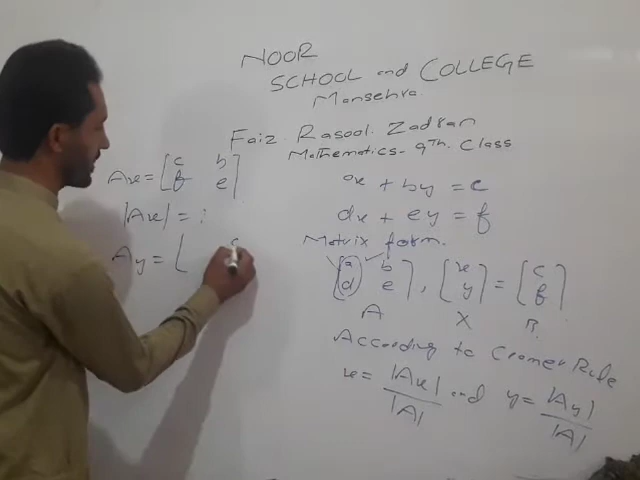 NOOR
SCHOOL and COLLEGE
Mansehra.
Faiz Rasool Zadran
Mathematics - 9th. Class
ax + by = c
dx + ey = f
Matrix form.
[a b
d e] , [x
y] = [c
f]
A X B
According to Cramer Rule
x = |Ax| / |A| and y = |Ay| / |A|
Ax = [c b
f e]
|Ax| = ;
Ay = [ c